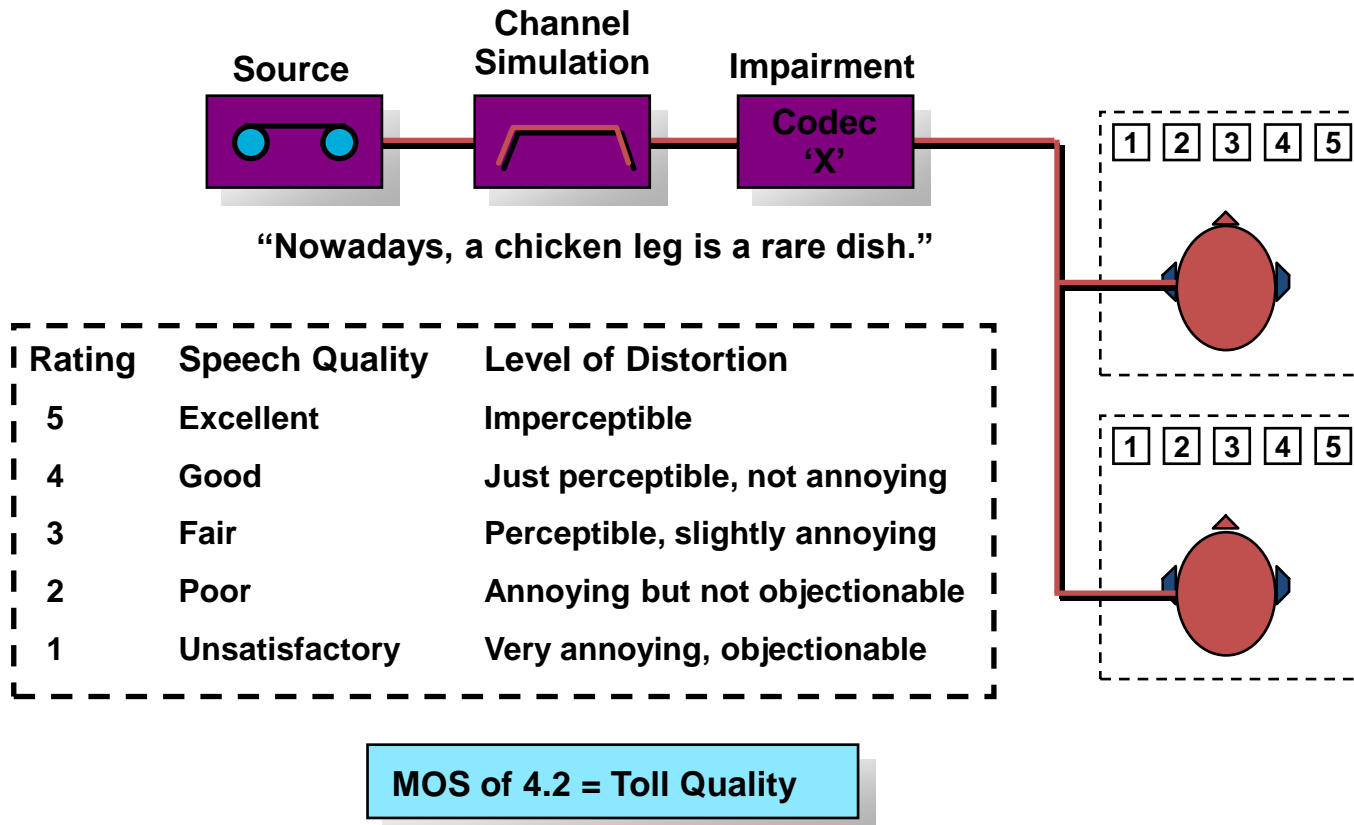 Channel
Simulation
Source
Impairment
Codec
‘X’
1 2 3 4 5
“Nowadays, a chicken leg is a rare dish.”
Rating Speech Quality Level of Distortion
5 Excellent Imperceptible
4 Good Just perceptible, not annoying
3 Fair Perceptible, slightly annoying
2 Poor Annoying but not objectionable
1 Unsatisfactory Very annoying, objectionable
1 2 3 4 5
MOS of 4.2 = Toll Quality